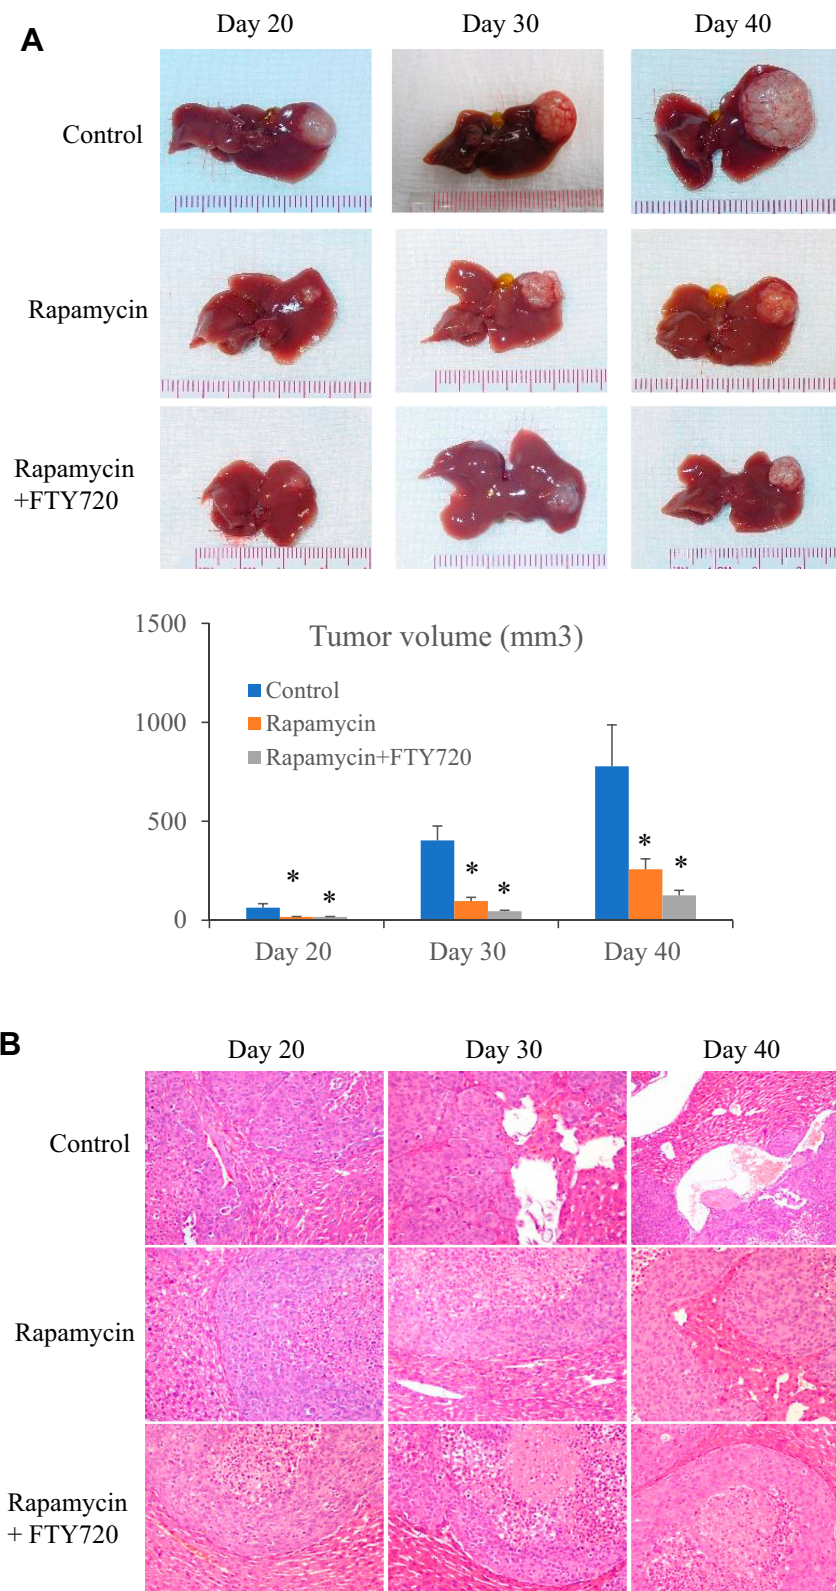 A
Day 20
Day 30
Day 40
Control
Rapamycin
Rapamycin
+FTY720
1500
Tumor volume (mm3)
Control
1000
Rapamycin
Rapamycin+FTY720
500
*
*
*
*
*
*
0
Day 20
Day 30
Day 40
B
Day 20
Day 30
Day 40
Control
Rapamycin
Rapamycin
+ FTY720